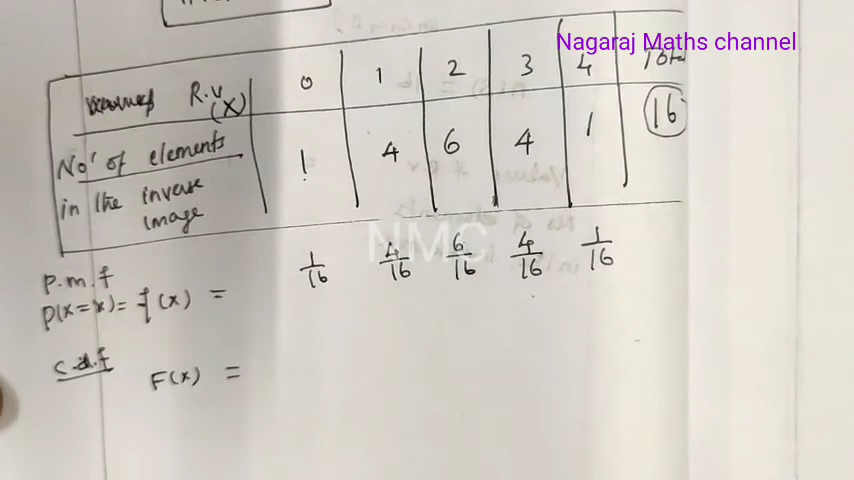 Nagaraj Maths channel
R.v (X) 0 1 2 3 4 Total
No' of elements in the inverse image 1 4 6 4 1 16
NMC
1/16 4/16 6/16 4/16 1/16
p.m.f
P(X=x)= f(x) =
c.d.f
F(x) =